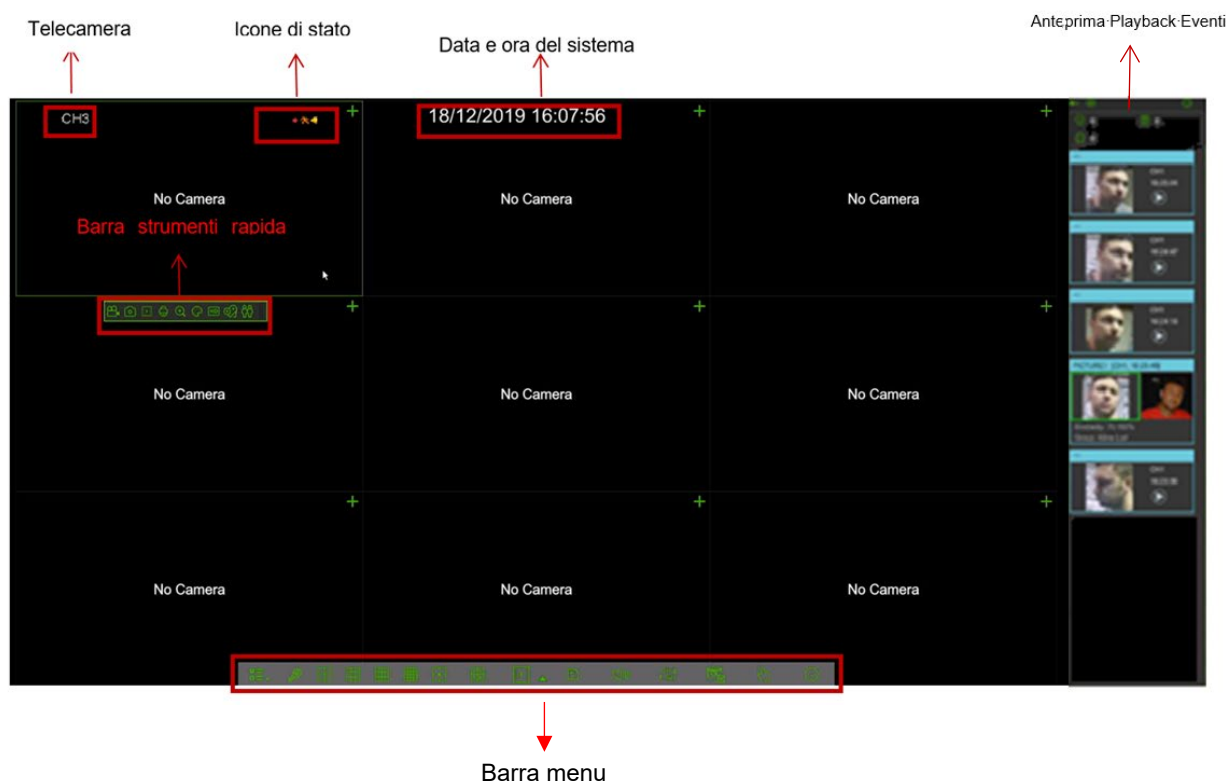 Telecamera
Icone di stato
Data e ora del sistema
Anteprima·Playback·Eventi
CH3
18/12/2019 16:07:56
No Camera
No Camera
No Camera
Barra strumenti rapida
No Camera
No Camera
No Camera
No Camera
No Camera
No Camera
Barra menu